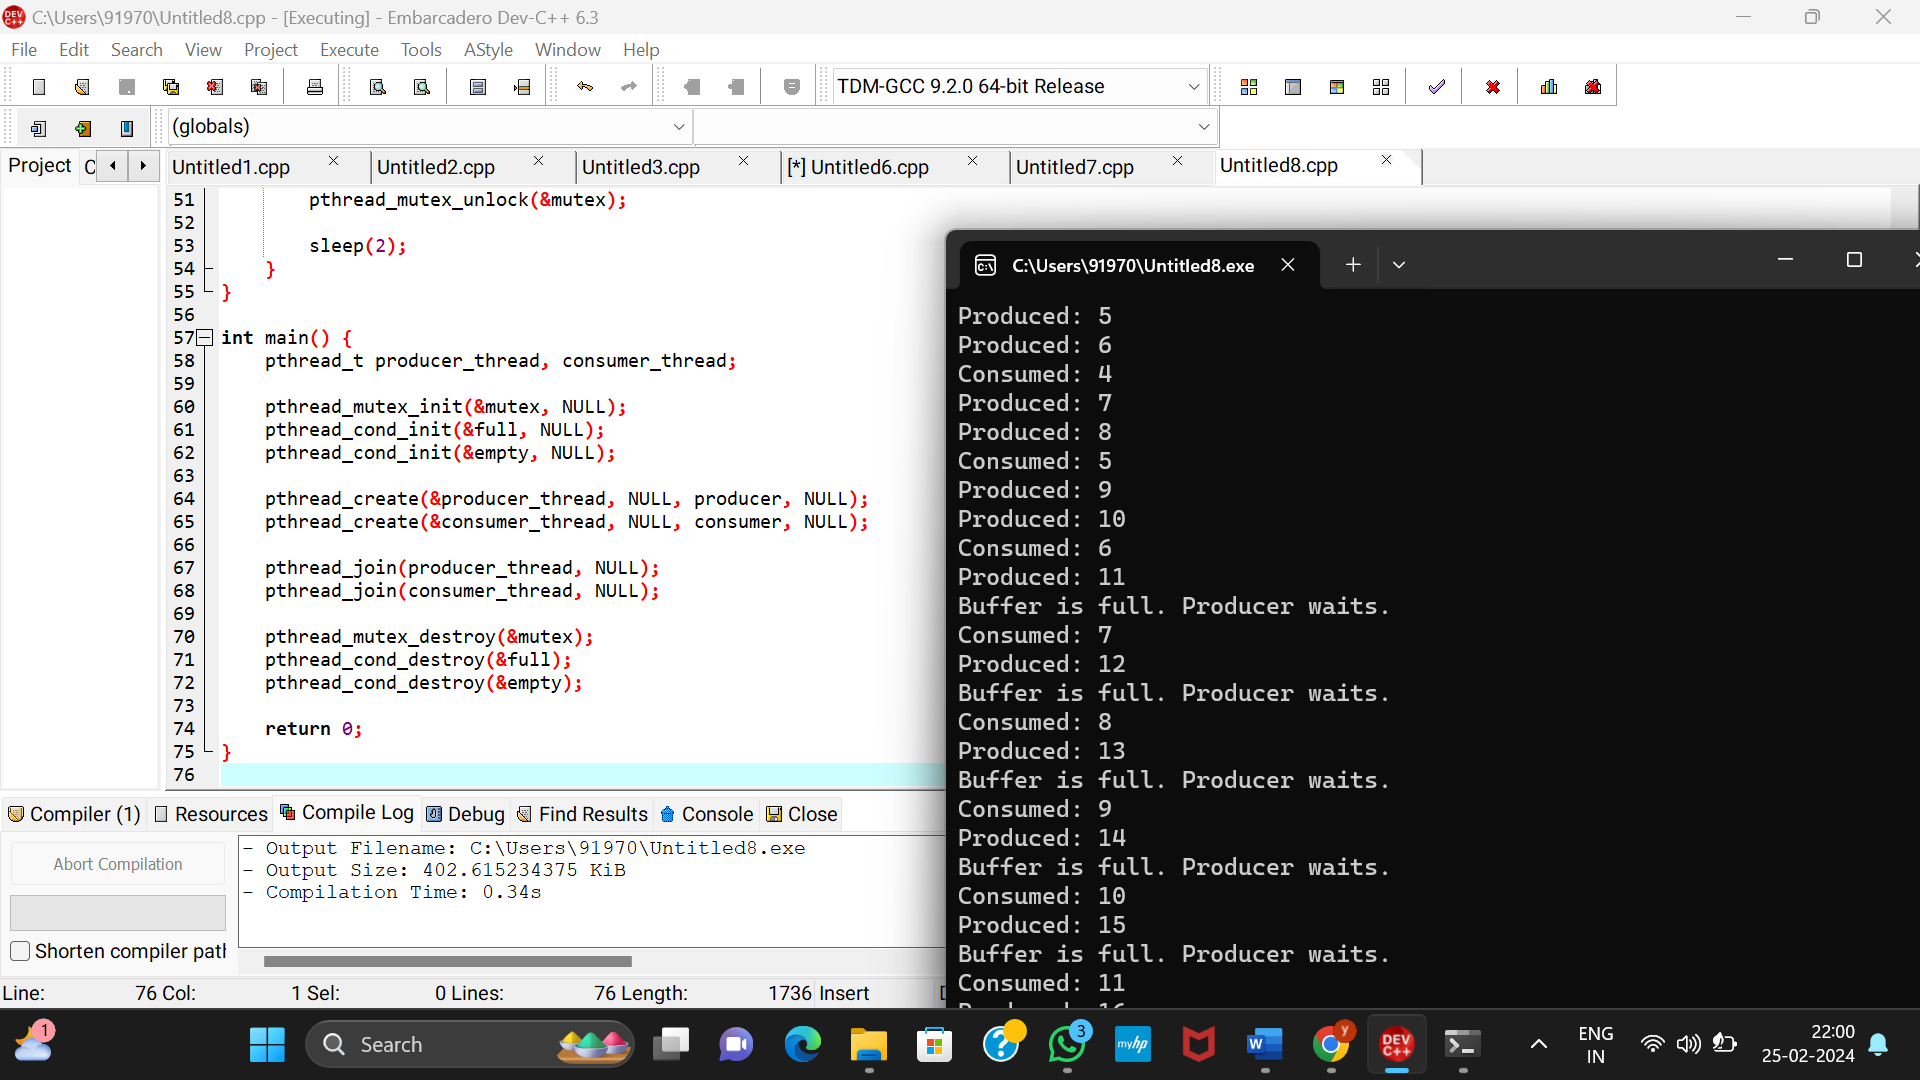 C:\Users\91970\Untitled8.cpp - [Executing] - Embarcadero Dev-C++ 6.3
File Edit Search View Project Execute Tools AStyle Window Help
TDM-GCC 9.2.0 64-bit Release
(globals)
Project
Untitled1.cpp Untitled2.cpp Untitled3.cpp [*] Untitled6.cpp Untitled7.cpp Untitled8.cpp
51 pthread_mutex_unlock(&mutex);
52
53 sleep(2);
54 }
55 }
56
57 int main() {
58 pthread_t producer_thread, consumer_thread;
59
60 pthread_mutex_init(&mutex, NULL);
61 pthread_cond_init(&full, NULL);
62 pthread_cond_init(&empty, NULL);
63
64 pthread_create(&producer_thread, NULL, producer, NULL);
65 pthread_create(&consumer_thread, NULL, consumer, NULL);
66
67 pthread_join(producer_thread, NULL);
68 pthread_join(consumer_thread, NULL);
69
70 pthread_mutex_destroy(&mutex);
71 pthread_cond_destroy(&full);
72 pthread_cond_destroy(&empty);
73
74 return 0;
75 }
76
C:\Users\91970\Untitled8.exe
Produced: 5
Produced: 6
Consumed: 4
Produced: 7
Produced: 8
Consumed: 5
Produced: 9
Produced: 10
Consumed: 6
Produced: 11
Buffer is full. Producer waits.
Consumed: 7
Produced: 12
Buffer is full. Producer waits.
Consumed: 8
Produced: 13
Buffer is full. Producer waits.
Consumed: 9
Produced: 14
Buffer is full. Producer waits.
Consumed: 10
Produced: 15
Buffer is full. Producer waits.
Consumed: 11
Compiler (1) Resources Compile Log Debug Find Results Console Close
Abort Compilation
Shorten compiler
- Output Filename: C:\Users\91970\Untitled8.exe
- Output Size: 402.615234375 KiB
- Compilation Time: 0.34s
Line: 76 Col: 1 Sel: 0 Lines: 76 Length: 1736 Insert
1
Search
3
myhp
W
y
DEV C++
ENG
IN
22:00
25-02-2024